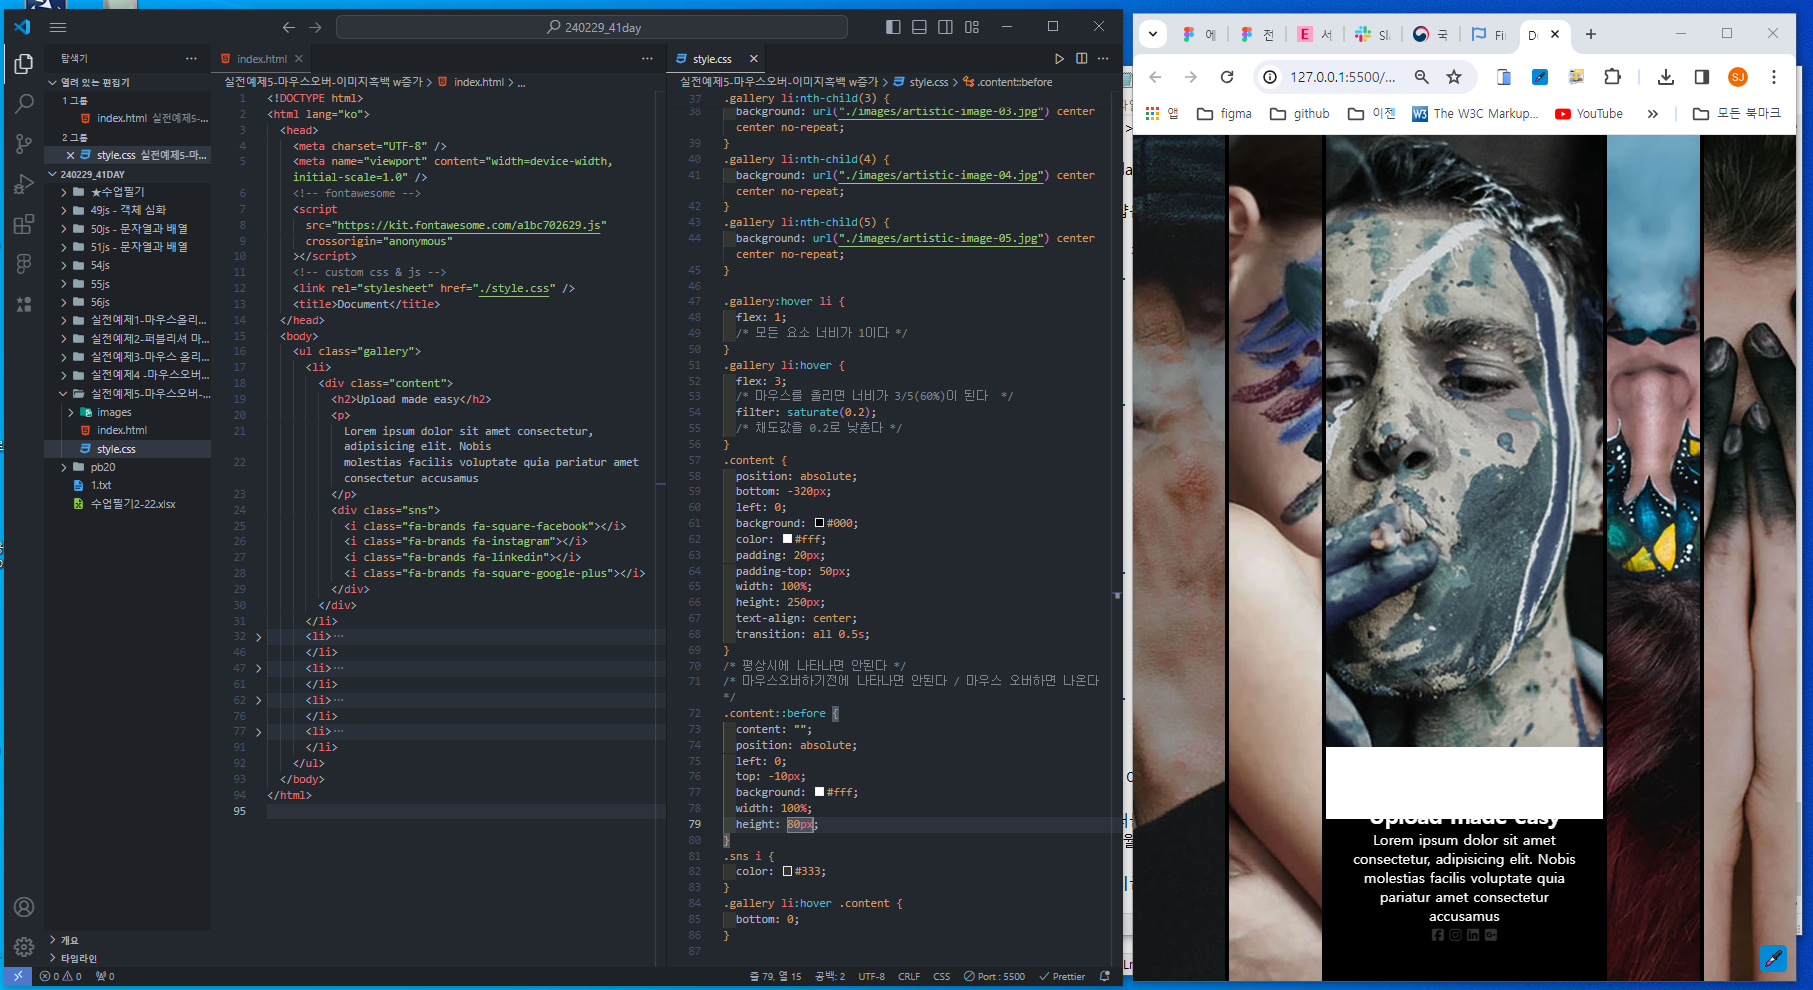 240229_41day
탐색기
index.html
style.css
열려 있는 편집기
1 그룹
index.html 실전예제5-...
2 그룹
style.css 실전예제5-마...
240229_41DAY
★수업필기
49js - 객체 심화
50js - 문자열과 배열
51js - 문자열과 배열
54js
55js
56js
실전예제1-마우스올리...
실전예제2-퍼블리셔 마...
실전예제3-마우스 올리...
실전예제4 -마우스오버...
실전예제5-마우스오버-...
images
index.html
style.css
pb20
1.txt
수업필기2-22.xlsx
개요
타임라인
실전예제5-마우스오버-이미지흑백 w증가 > index.html > ...
1 <!DOCTYPE html>
2 <html lang="ko">
3 <head>
4 <meta charset="UTF-8" />
5 <meta name="viewport" content="width=device-width,
initial-scale=1.0" />
6 <!-- fontawesome -->
7 <script
8 src="https://kit.fontawesome.com/a1bc702629.js"
9 crossorigin="anonymous"
10 ></script>
11 <!-- custom css & js -->
12 <link rel="stylesheet" href="./style.css" />
13 <title>Document</title>
14 </head>
15 <body>
16 <ul class="gallery">
17 <li>
18 <div class="content">
19 <h2>Upload made easy</h2>
20 <p>
21 Lorem ipsum dolor sit amet consectetur,
adipisicing elit. Nobis
22 molestias facilis voluptate quia pariatur amet
consectetur accusamus
23 </p>
24 <div class="sns">
25 <i class="fa-brands fa-square-facebook"></i>
26 <i class="fa-brands fa-instagram"></i>
27 <i class="fa-brands fa-linkedin"></i>
28 <i class="fa-brands fa-square-google-plus"></i>
29 </div>
30 </div>
31 </li>
32 <li>...
46 </li>
47 <li>...
61 </li>
62 <li>...
76 </li>
77 <li>...
91 </li>
92 </ul>
93 </body>
94 </html>
95
실전예제5-마우스오버-이미지흑백 w증가 > style.css > .content::before
37 .gallery li:nth-child(3) {
38 background: url("./images/artistic-image-03.jpg") center
center no-repeat;
39 }
40 .gallery li:nth-child(4) {
41 background: url("./images/artistic-image-04.jpg") center
center no-repeat;
42 }
43 .gallery li:nth-child(5) {
44 background: url("./images/artistic-image-05.jpg") center
center no-repeat;
45 }
46
47 .gallery:hover li {
48 flex: 1;
49 /* 모든 요소 너비가 1이다 */
50 }
51 .gallery li:hover {
52 flex: 3;
53 /* 마우스를 올리면 너비가 3/5(60%)이 된다 */
54 filter: saturate(0.2);
55 /* 채도값을 0.2로 낮춘다 */
56 }
57 .content {
58 position: absolute;
59 bottom: -320px;
60 left: 0;
61 background: #000;
62 color: #fff;
63 padding: 20px;
64 padding-top: 50px;
65 width: 100%;
66 height: 250px;
67 text-align: center;
68 transition: all 0.5s;
69 }
70 /* 평상시에 나타나면 안된다 */
71 /* 마우스오버하기전에 나타나면 안된다 / 마우스 오버하면 나온다
*/
72 .content::before {
73 content: "";
74 position: absolute;
75 left: 0;
76 top: -10px;
77 background: #fff;
78 width: 100%;
79 height: 80px;
80 }
81 .sns i {
82 color: #333;
83 }
84 .gallery li:hover .content {
85 bottom: 0;
86 }
87
0 0 0
줄 79, 열 15 공백: 2 UTF-8 CRLF CSS Port : 5500 Prettier
에 전 E 서 Sl 국 Fi D
127.0.0.1:5500/...
SJ
앱 figma github 이젠 W3 The W3C Markup... YouTube » 모든 북마크
Upload made easy
Lorem ipsum dolor sit amet
consectetur, adipisicing elit. Nobis
molestias facilis voluptate quia
pariatur amet consectetur
accusamus